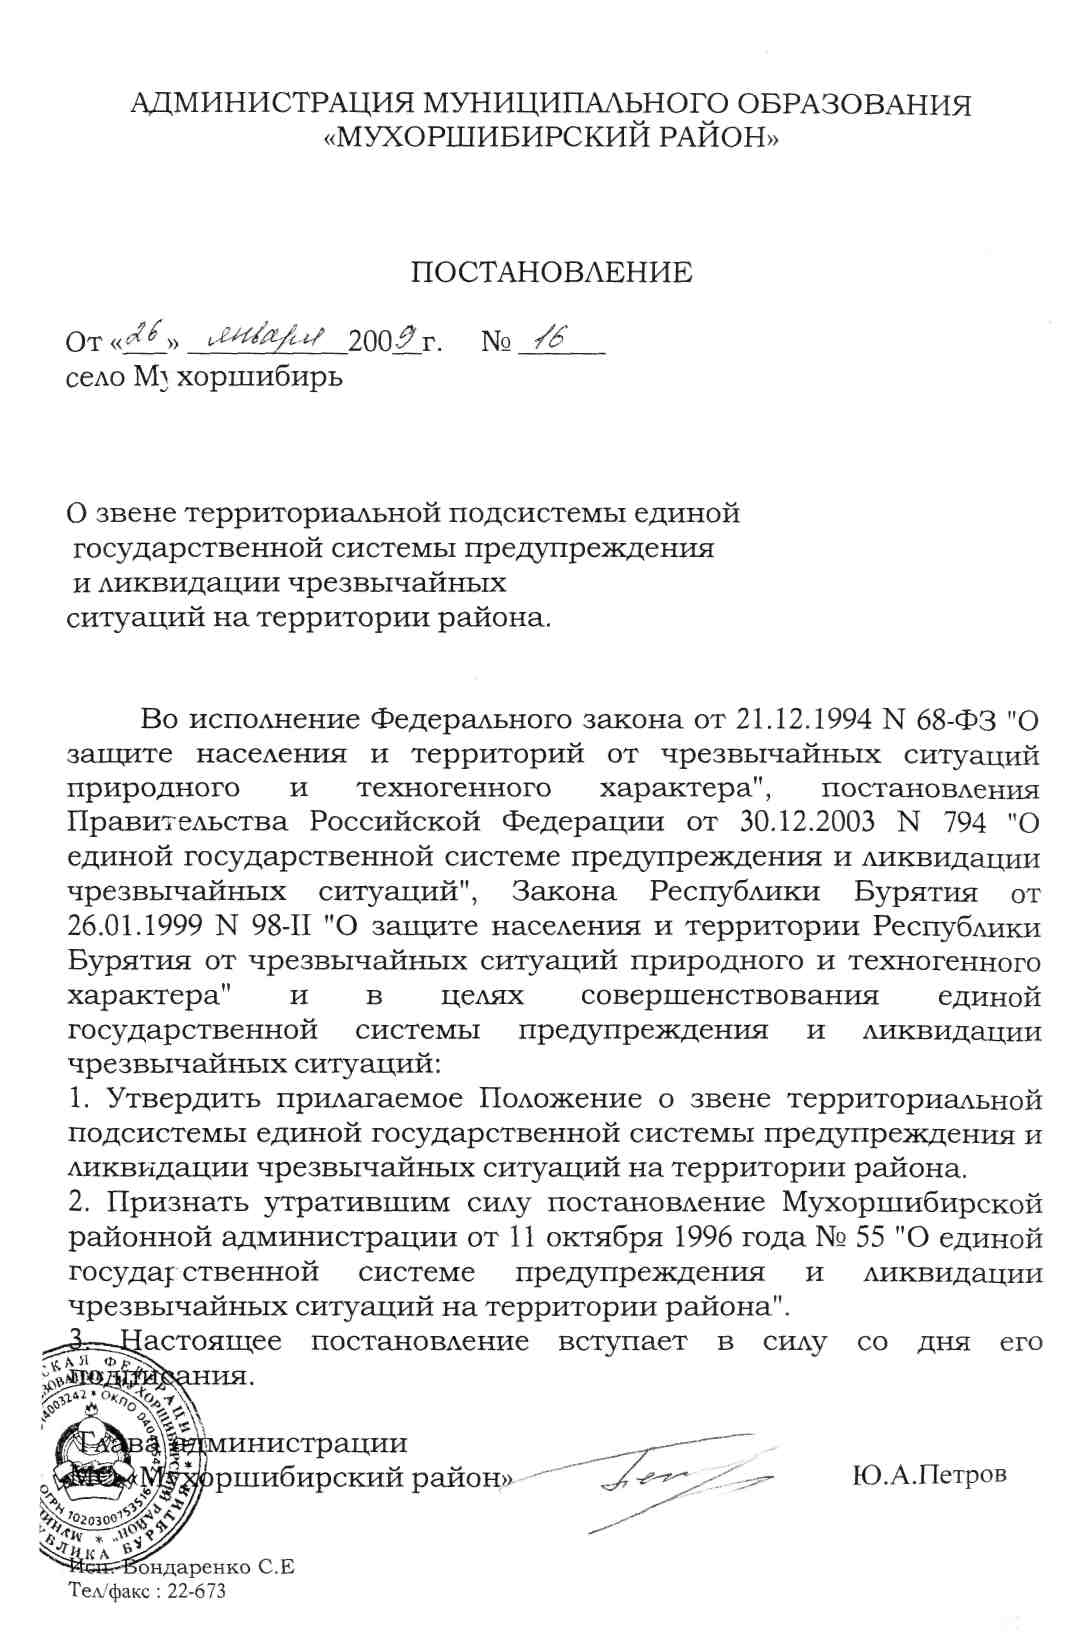 АДМИНИСТРАЦИЯ МУНИЦИПАЛЬНОГО ОБРАЗОВАНИЯ
«МУХОРШИБИРСКИЙ РАЙОН»
ПОСТАНОВЛЕНИЕ
От «26» января 2009 г. № 16
село Мухоршибирь
О звене территориальной подсистемы единой
государственной системы предупреждения
и ликвидации чрезвычайных
ситуаций на территории района.
Во исполнение Федерального закона от 21.12.1994 N 68-ФЗ "О
защите населения и территорий от чрезвычайных ситуаций
природного и техногенного характера", постановления
Правительства Российской Федерации от 30.12.2003 N 794 "О
единой государственной системе предупреждения и ликвидации
чрезвычайных ситуаций", Закона Республики Бурятия от
26.01.1999 N 98-II "О защите населения и территории Республики
Бурятия от чрезвычайных ситуаций природного и техногенного
характера" и в целях совершенствования единой
государственной системы предупреждения и ликвидации
чрезвычайных ситуаций:
1. Утвердить прилагаемое Положение о звене территориальной
подсистемы единой государственной системы предупреждения и
ликвидации чрезвычайных ситуаций на территории района.
2. Признать утратившим силу постановление Мухоршибирской
районной администрации от 11 октября 1996 года № 55 "О единой
государственной системе предупреждения и ликвидации
чрезвычайных ситуаций на территории района".
3. Настоящее постановление вступает в силу со дня его
подписания.
Глава администрации
МО «Мухоршибирский район» Ю.А.Петров
Исп. Бондаренко С.Е
Тел/факс : 22-673
СКАЯ ФЕДЕРАЦИЯ * РЕСПУБЛИКА БУРЯТИЯ
МУХОРШИБИРСКИЙ РАЙОН"
ОГРН 1020300753516